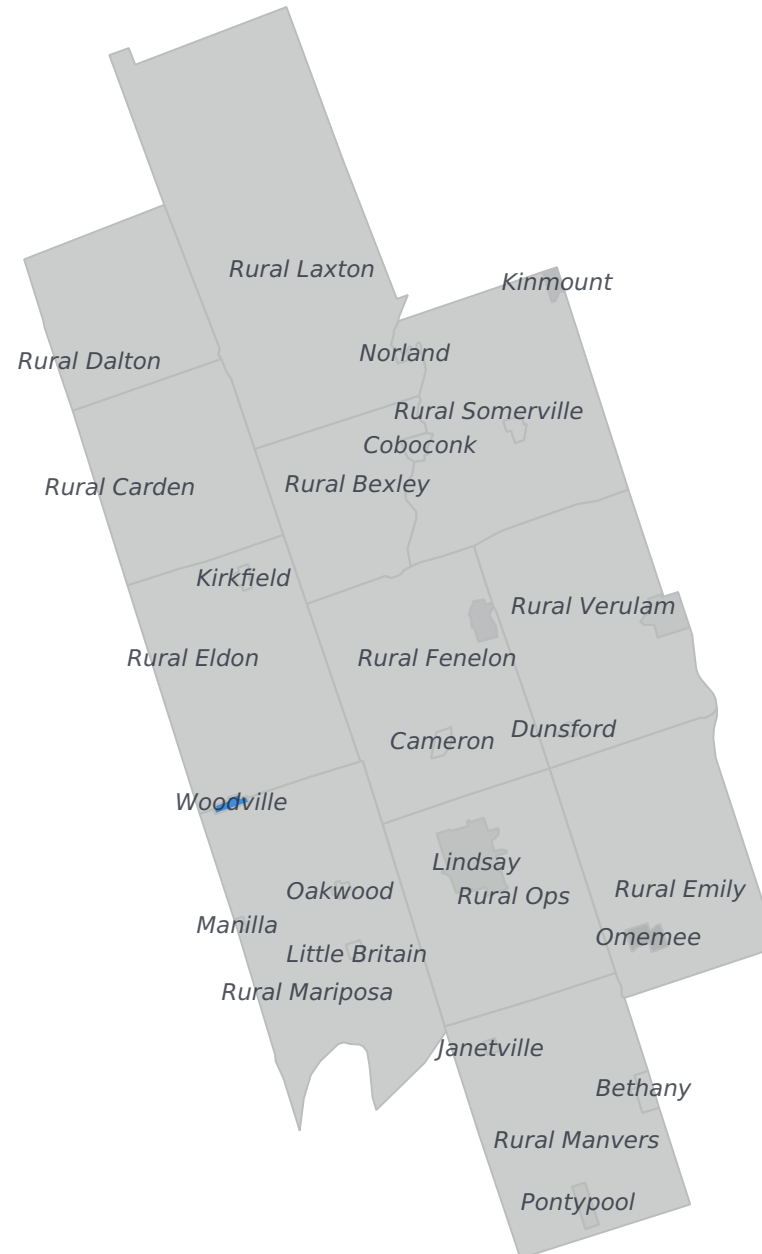 Rural Laxton
Kinmount
Norland
Rural Dalton
Rural Somerville
Coboconk
Rural Bexley
Rural Carden
Kirkfield
Rural Verulam
Rural Eldon
Rural Fenelon
Dunsford
Cameron
Woodville
Lindsay
Rural Emily
Oakwood
Rural Ops
Manilla
Omemee
Little Britain
Rural Mariposa
Janetville
Bethany
Rural Manvers
Pontypool